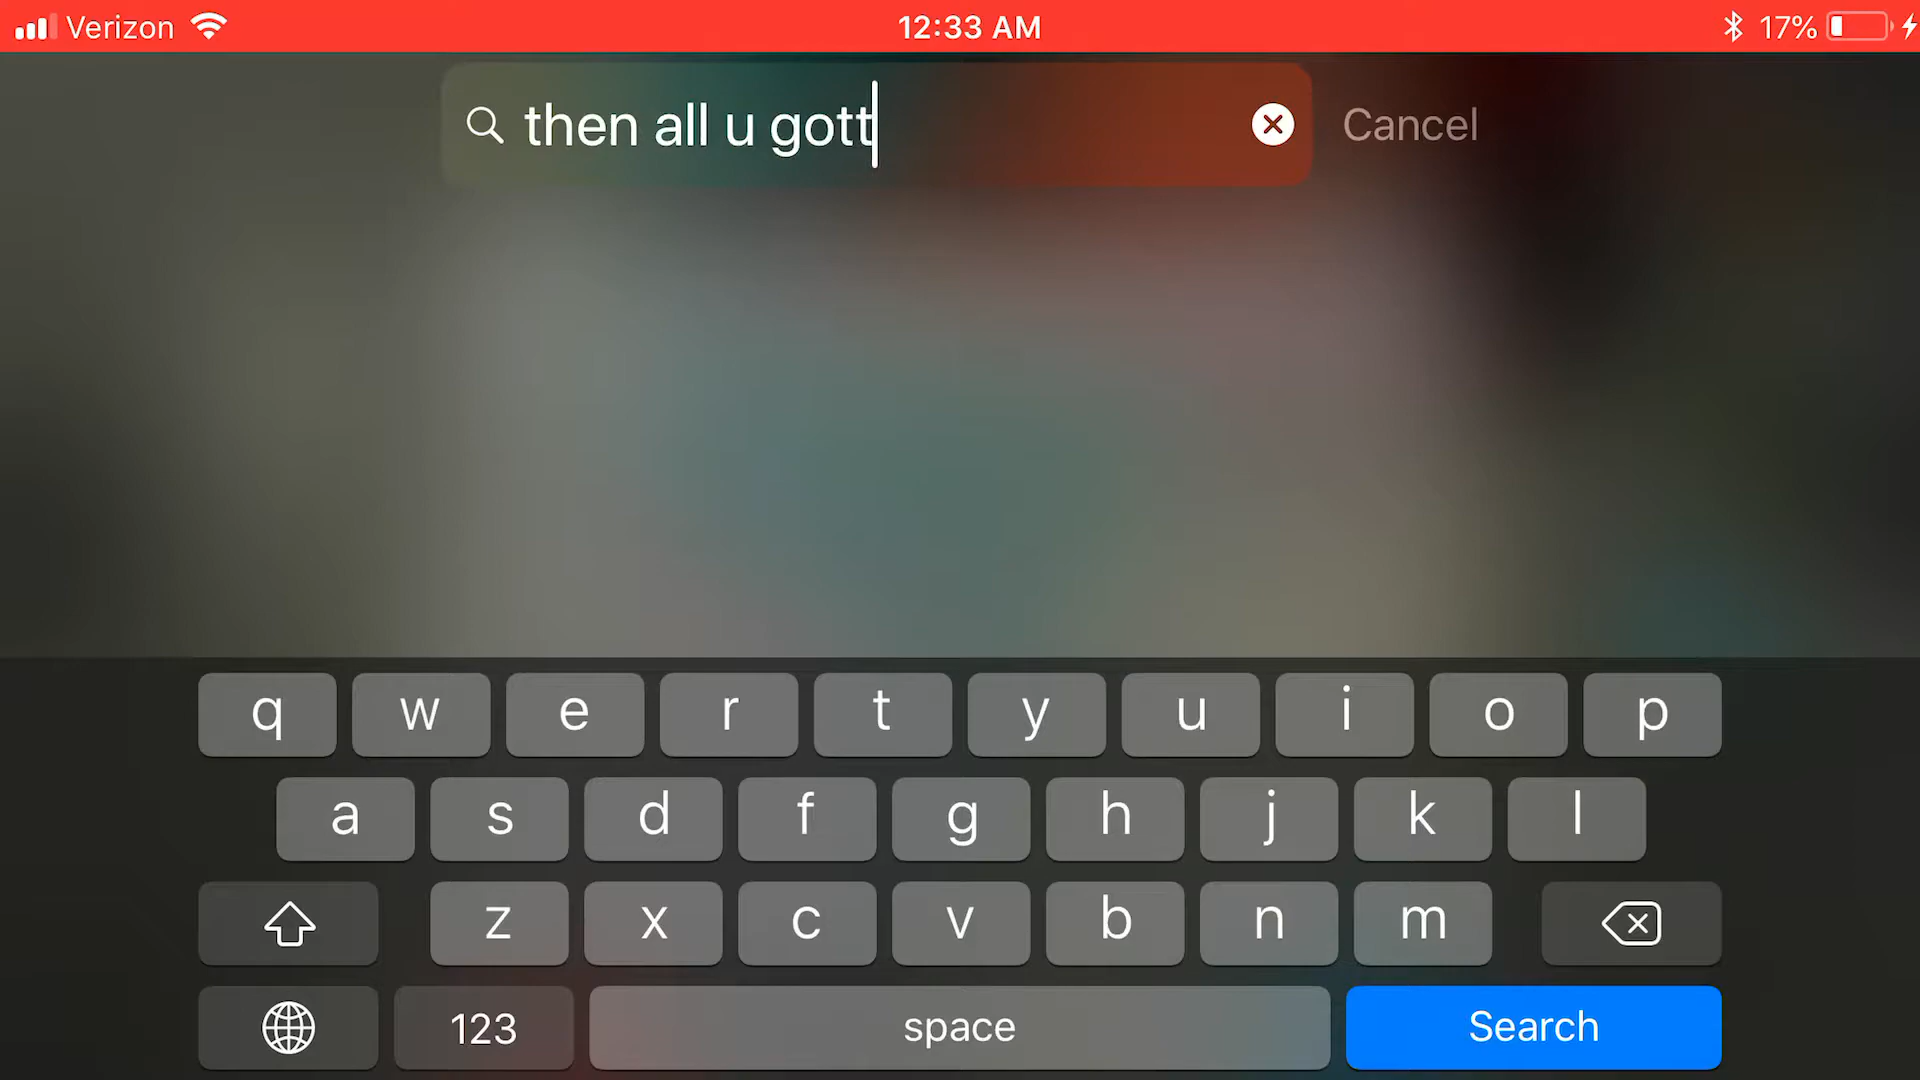 Verizon 12:33 AM 17%
then all u gott Cancel
q w e r t y u i o p
a s d f g h j k l
z x c v b n m
123 space Search